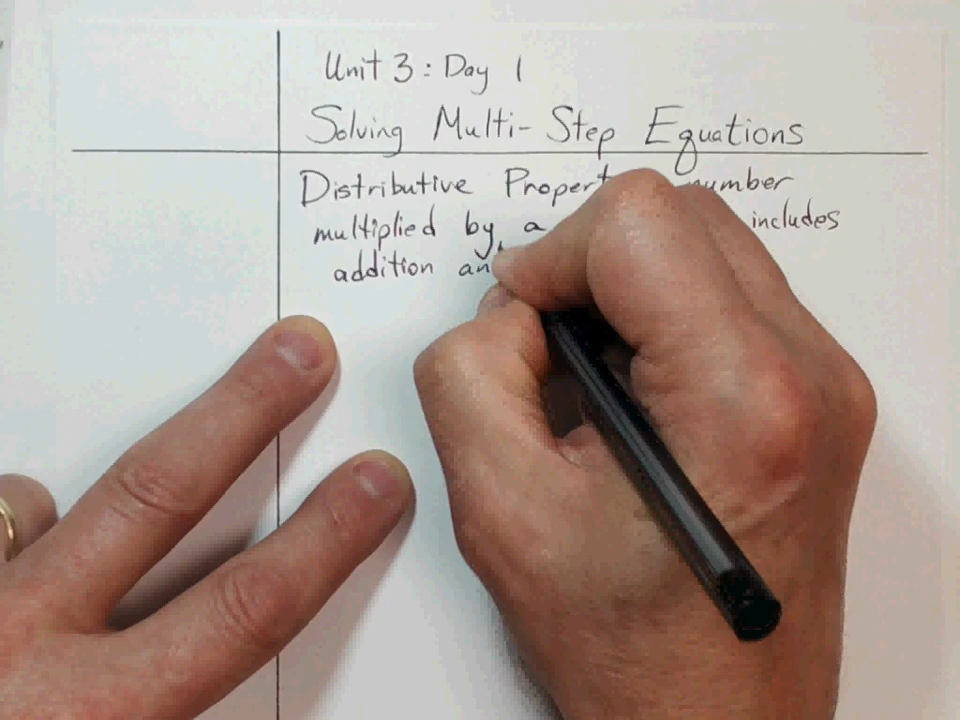 Unit 3: Day 1
Solving Multi-Step Equations
Distributive Propert number
multiplied by a includes
addition an